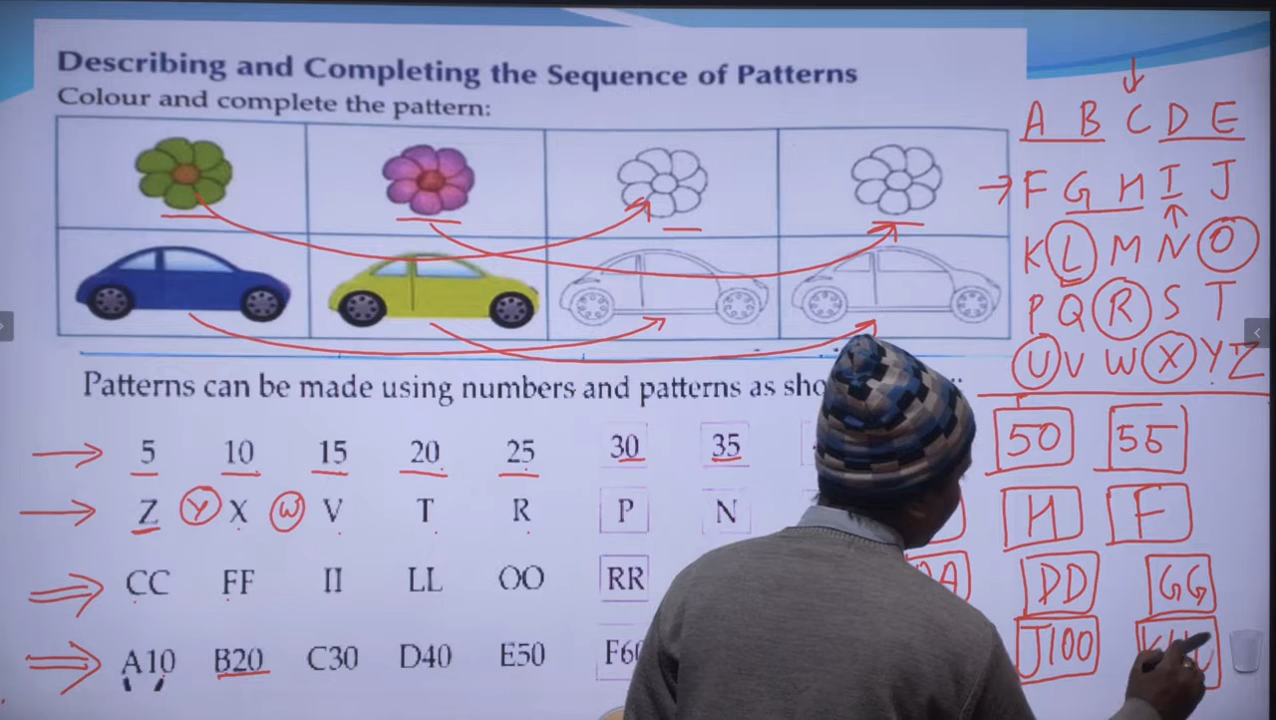 Describing and Completing the Sequence of Patterns
Colour and complete the pattern:
A B C D E
F G H I J
K L M N O
P Q R S T
U V W X Y Z
Patterns can be made using numbers and patterns as
5 10 15 20 25 30 35 50 55
Z Y X W V T R P N H F
CC FF II LL OO RR DD GG
A10 B20 C30 D40 E50 J100